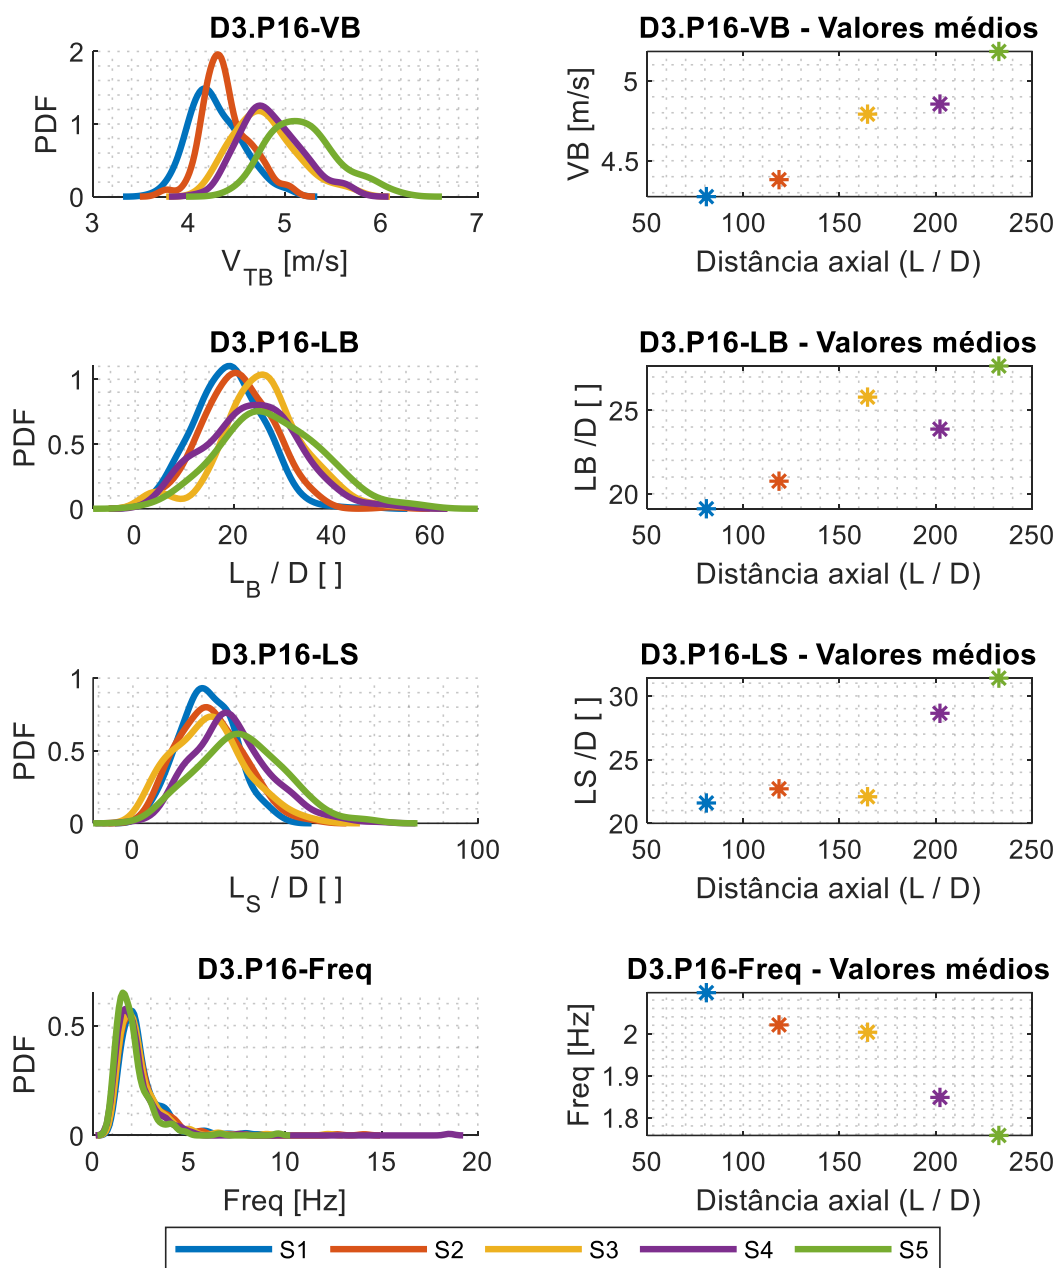 D3.P16-VB
2
1
0
PDF
3 4 5 6 7
V_TB [m/s]
D3.P16-VB - Valores médios
5
4.5
VB [m/s]
50 100 150 200 250
Distância axial (L / D)
D3.P16-LB
1
0.5
0
PDF
0 20 40 60
L_B / D [ ]
D3.P16-LB - Valores médios
25
20
LB /D [ ]
50 100 150 200 250
Distância axial (L / D)
D3.P16-LS
1
0.5
0
PDF
0 50 100
L_S / D [ ]
D3.P16-LS - Valores médios
30
25
20
LS /D [ ]
50 100 150 200 250
Distância axial (L / D)
D3.P16-Freq
0.5
0
PDF
0 5 10 15 20
Freq [Hz]
D3.P16-Freq - Valores médios
2
1.9
1.8
Freq [Hz]
50 100 150 200 250
Distância axial (L / D)
S1 S2 S3 S4 S5